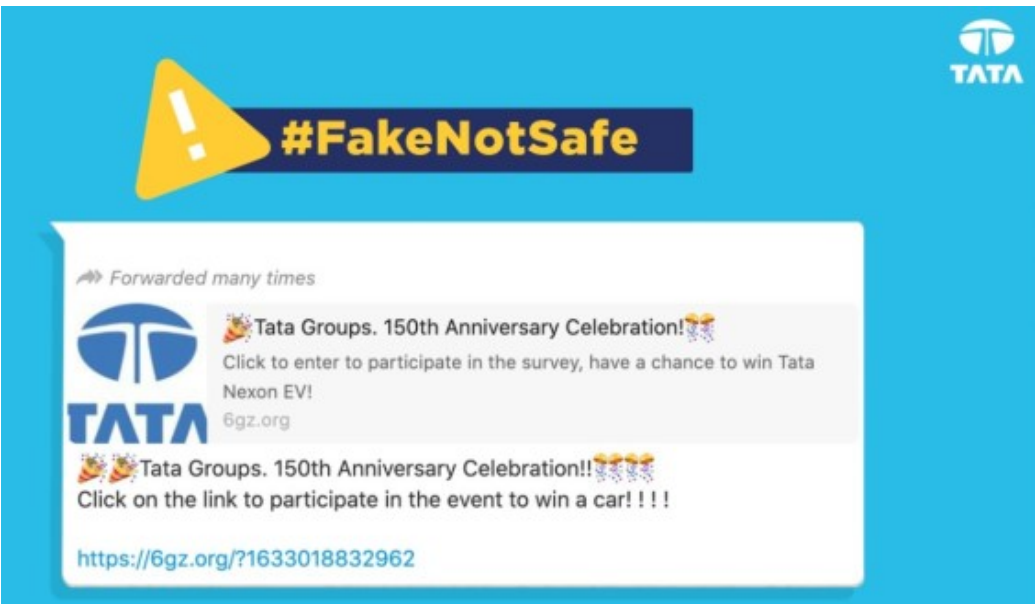 TATA
#FakeNotSafe
Forwarded many times
🎉Tata Groups. 150th Anniversary Celebration!🎊
Click to enter to participate in the survey, have a chance to win Tata
Nexon EV!
6gz.org
TATA
🎉🎉Tata Groups. 150th Anniversary Celebration!!🎊🎊
Click on the link to participate in the event to win a car! ! ! !
https://6gz.org/?1633018832962